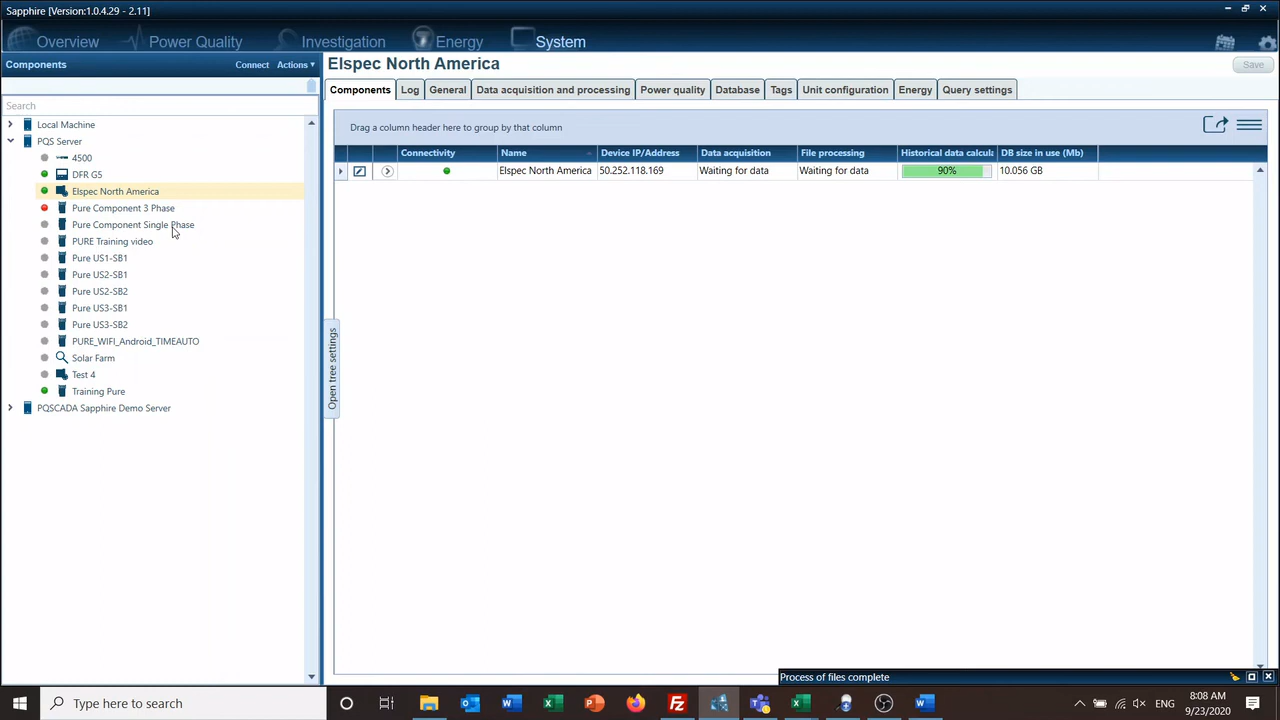 Sapphire [Version:1.0.4.29 - 2.11]
Overview Power Quality Investigation Energy System
Components Connect Actions
Elspec North America
Save
Components Log General Data acquisition and processing Power quality Database Tags Unit configuration Energy Query settings
Search
Drag a column header here to group by that column
Connectivity Name Device IP/Address Data acquisition File processing Historical data calcula DB size in use (Mb)
Elspec North America 50.252.118.169 Waiting for data Waiting for data 90% 10.056 GB
Local Machine
PQS Server
4500
DFR G5
Elspec North America
Pure Component 3 Phase
Pure Component Single Phase
PURE Training video
Pure US1-SB1
Pure US2-SB1
Pure US2-SB2
Pure US3-SB1
Pure US3-SB2
PURE_WIFI_Android_TIMEAUTO
Solar Farm
Test 4
Training Pure
PQSCADA Sapphire Demo Server
Open tree settings
Process of files complete
Type here to search
ENG
8:08 AM
9/23/2020